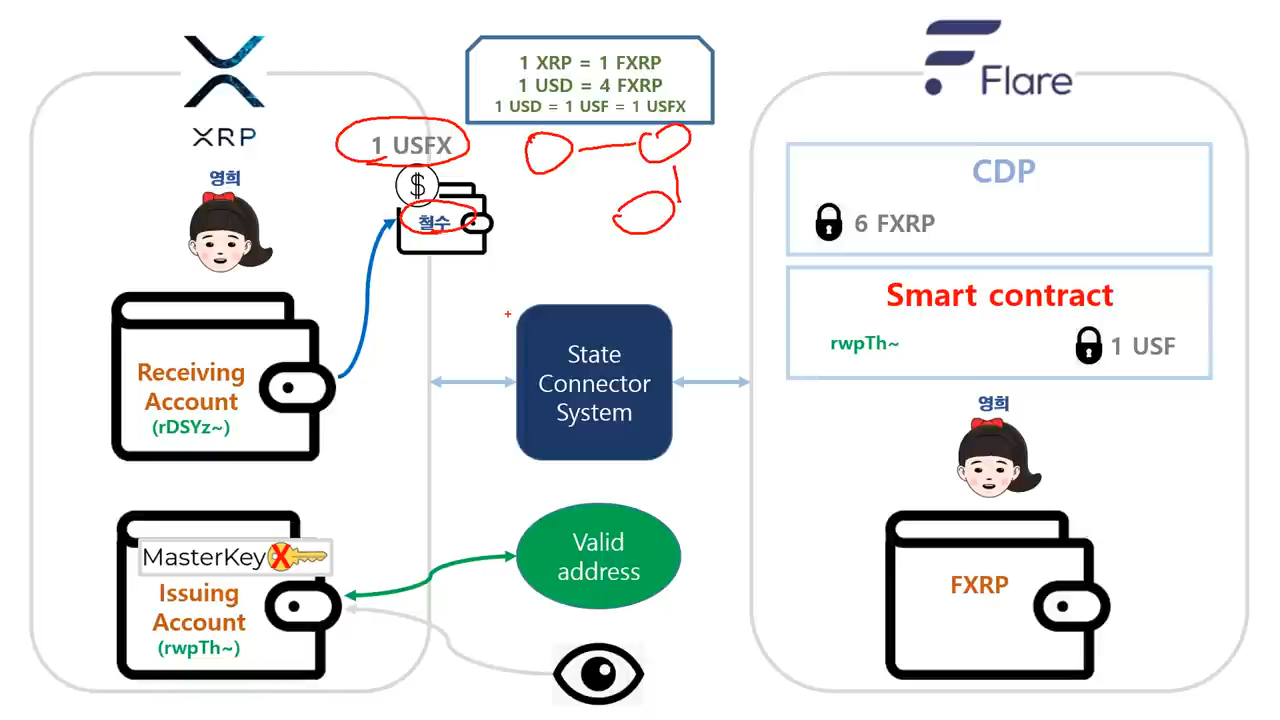 1 XRP = 1 FXRP
1 USD = 4 FXRP
1 USD = 1 USF = 1 USFX
Flare
XRP
1 USFX
영희
$
철수
CDP
6 FXRP
Smart contract
rwpTh~
1 USF
State
Connector
System
Receiving
Account
(rDSYz~)
영희
MasterKey
X
Issuing
Account
(rwpTh~)
Valid
address
FXRP